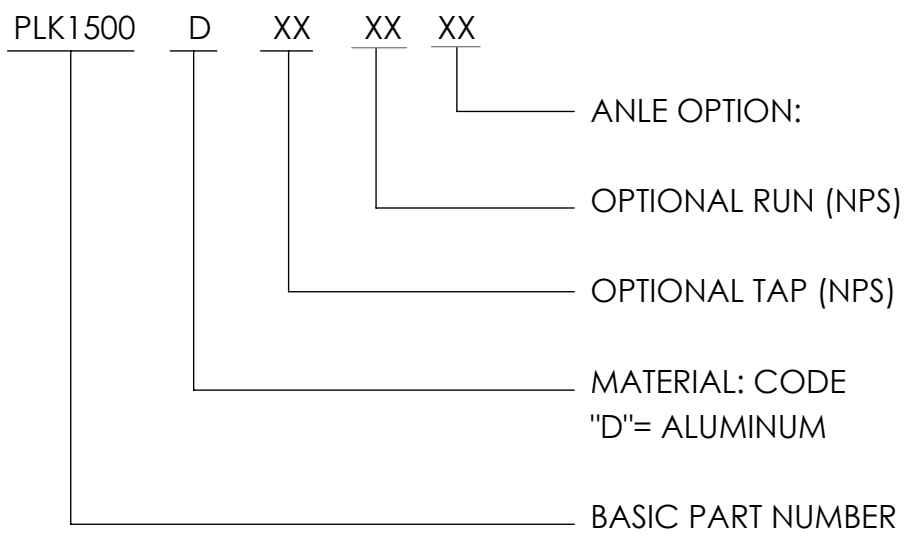 PLK1500 D XX XX XX
ANLE OPTION:
OPTIONAL RUN (NPS)
OPTIONAL TAP (NPS)
MATERIAL: CODE
"D"= ALUMINUM
BASIC PART NUMBER